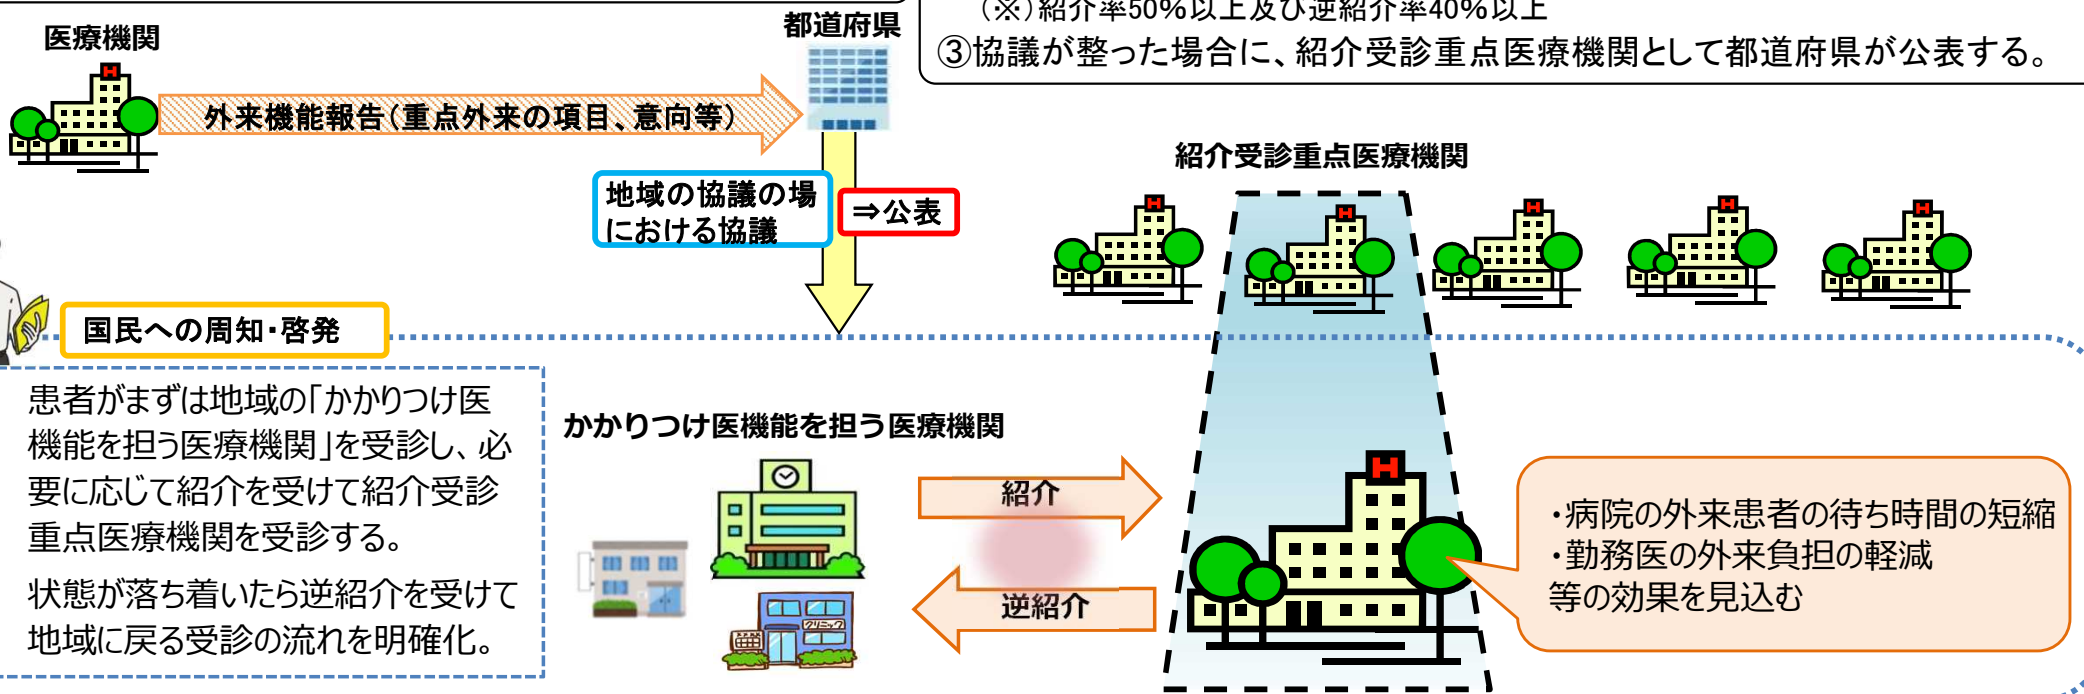 (※)紹介率50%以上及び逆紹介率40%以上
③協議が整った場合に、紹介受診重点医療機関として都道府県が公表する。
医療機関
都道府県
外来機能報告(重点外来の項目、意向等)
地域の協議の場
における協議
⇒公表
紹介受診重点医療機関
国民への周知・啓発
患者がまずは地域の「かかりつけ医
機能を担う医療機関」を受診し、必
要に応じて紹介を受けて紹介受診
重点医療機関を受診する。
状態が落ち着いたら逆紹介を受けて
地域に戻る受診の流れを明確化。
かかりつけ医機能を担う医療機関
クリニック
紹介
逆紹介
・病院の外来患者の待ち時間の短縮
・勤務医の外来負担の軽減
等の効果を見込む
H
H
H
H
H
H
H